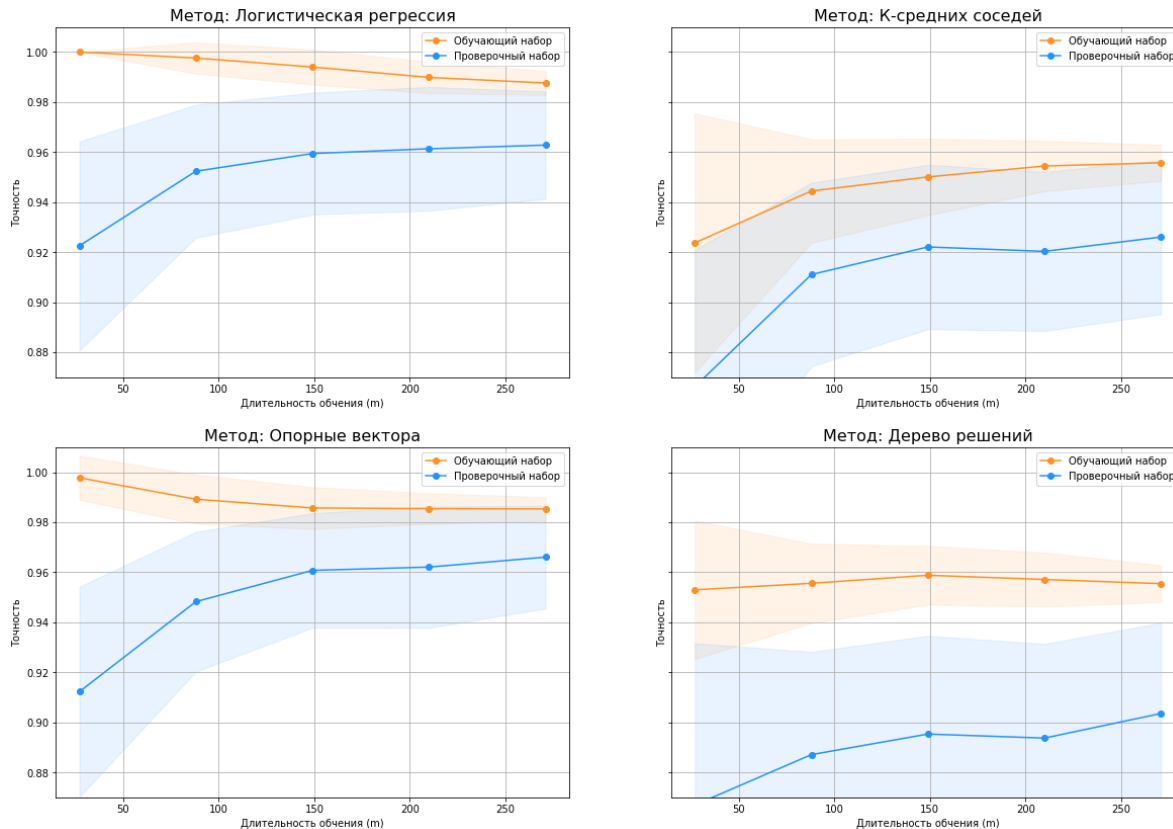 Метод: Логистическая регрессия
Обучающий набор
Проверочный набор
Точность
1.00
0.98
0.96
0.94
0.92
0.90
0.88
50 100 150 200 250
Длительность обчения (m)
Метод: К-средних соседей
Обучающий набор
Проверочный набор
Точность
50 100 150 200 250
Длительность обчения (m)
Метод: Опорные вектора
Обучающий набор
Проверочный набор
Точность
1.00
0.98
0.96
0.94
0.92
0.90
0.88
50 100 150 200 250
Длительность обчения (m)
Метод: Дерево решений
Обучающий набор
Проверочный набор
Точность
50 100 150 200 250
Длительность обчения (m)